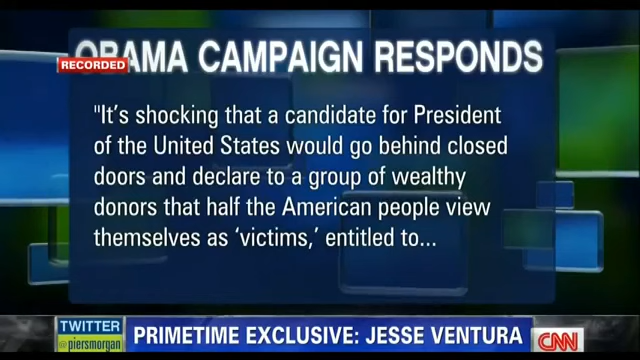 OBAMA CAMPAIGN RESPONDS
RECORDED
"It's shocking that a candidate for President
of the United States would go behind closed
doors and declare to a group of wealthy
donors that half the American people view
themselves as 'victims,' entitled to...
TWITTER
@piersmorgan
PRIMETIME EXCLUSIVE: JESSE VENTURA
CNN